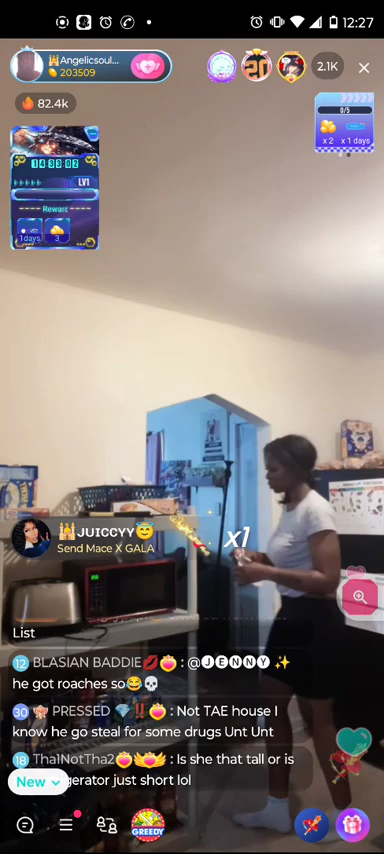 12:27
👸Angelicsoul...
203509
20
2.1K
82.4k
0/5
x 2 x 1 days
14:33:02
LV1
Reward
1days 3
👸JUICCYY😇
Send Mace X GALA
x1
List
12 BLASIAN BADDIE💋 : @🅙🅔🅝🅝🅨 ✨
he got roaches so😂💀
30 PRESSED 💎‼️ : Not TAE house I
know he go steal for some drugs Unt Unt
18 Tha1NotTha2 : Is she that tall or is
gerator just short lol
New
GREEDY